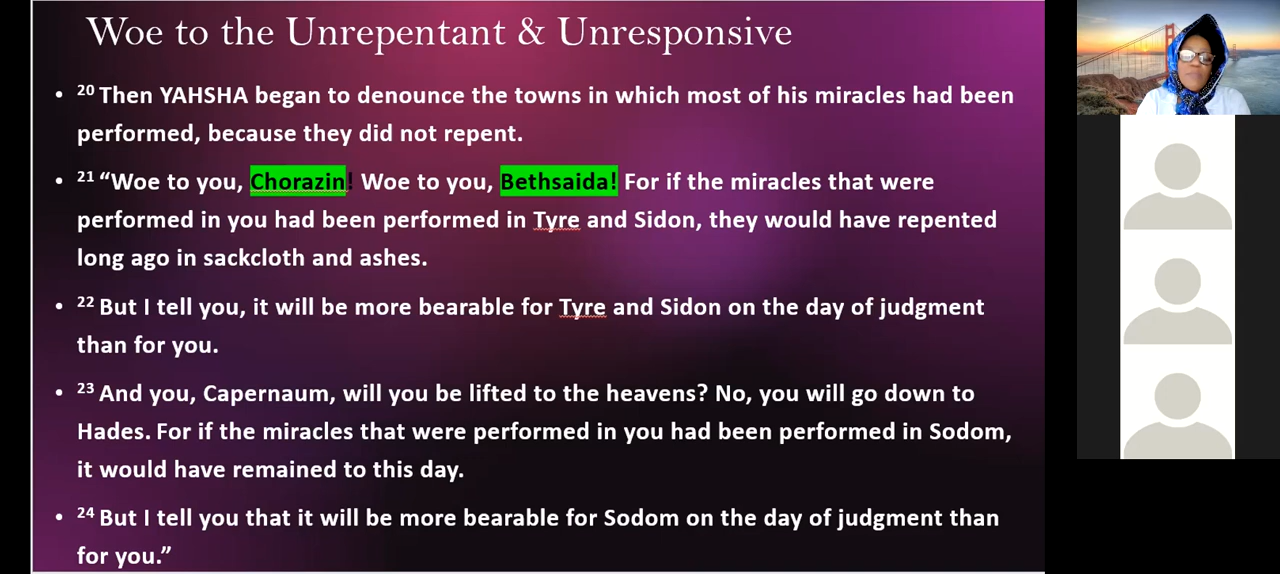 Woe to the Unrepentant & Unresponsive
• 20 Then YAHSHA began to denounce the towns in which most of his miracles had been
performed, because they did not repent.
• 21 “Woe to you, Chorazin! Woe to you, Bethsaida! For if the miracles that were
performed in you had been performed in Tyre and Sidon, they would have repented
long ago in sackcloth and ashes.
• 22 But I tell you, it will be more bearable for Tyre and Sidon on the day of judgment
than for you.
• 23 And you, Capernaum, will you be lifted to the heavens? No, you will go down to
Hades. For if the miracles that were performed in you had been performed in Sodom,
it would have remained to this day.
• 24 But I tell you that it will be more bearable for Sodom on the day of judgment than
for you.”